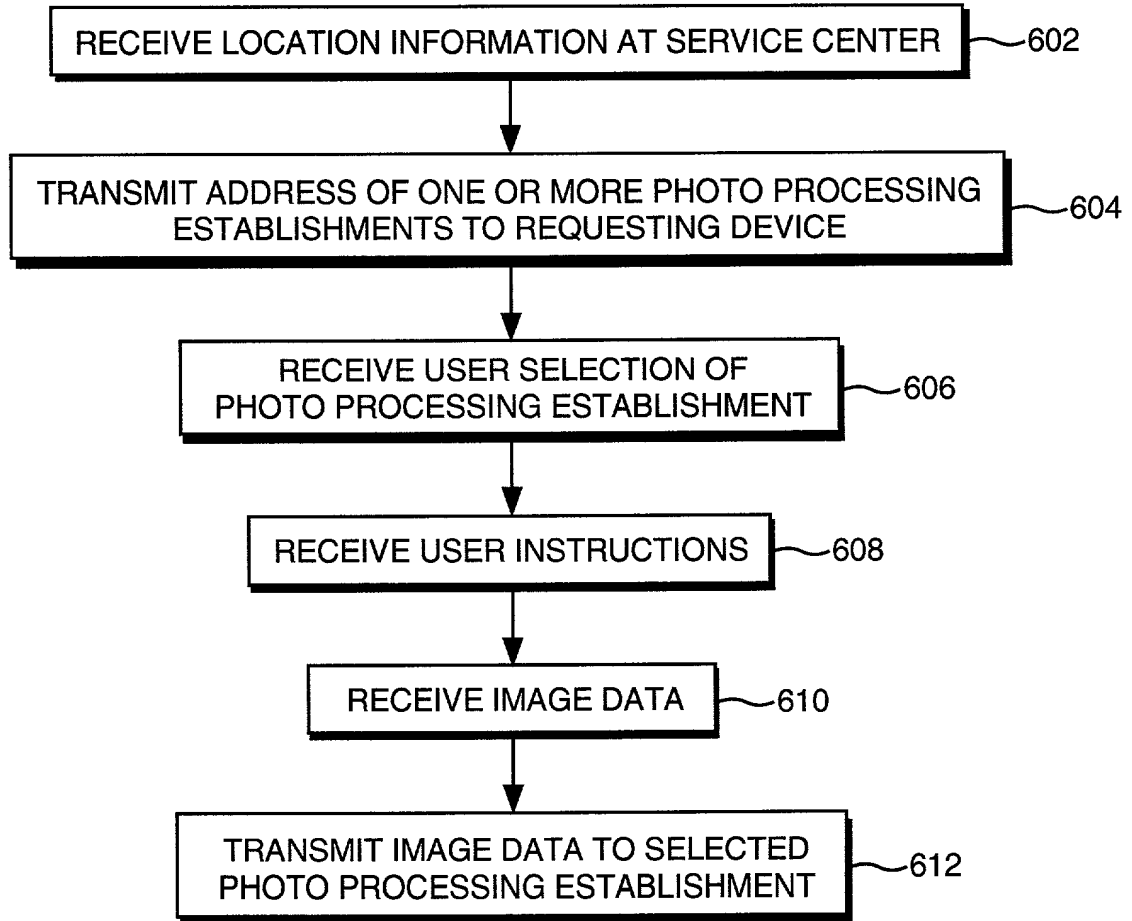 RECEIVE LOCATION INFORMATION AT SERVICE CENTER
602
TRANSMIT ADDRESS OF ONE OR MORE PHOTO PROCESSING
ESTABLISHMENTS TO REQUESTING DEVICE
604
RECEIVE USER SELECTION OF
PHOTO PROCESSING ESTABLISHMENT
606
RECEIVE USER INSTRUCTIONS
608
RECEIVE IMAGE DATA
610
TRANSMIT IMAGE DATA TO SELECTED
PHOTO PROCESSING ESTABLISHMENT
612